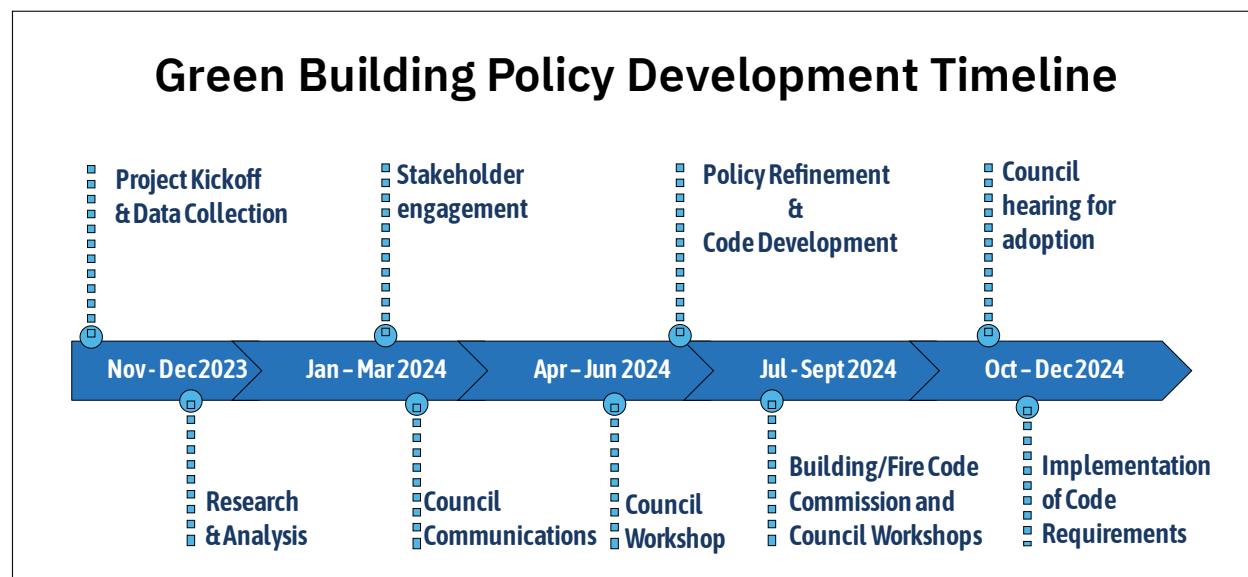 Green Building Policy Development Timeline
Project Kickoff
& Data Collection
Stakeholder
engagement
Policy Refinement
&
Code Development
Council
hearing for
adoption
Nov - Dec 2023
Jan – Mar 2024
Apr – Jun 2024
Jul - Sept 2024
Oct – Dec 2024
Research
& Analysis
Council
Communications
Council
Workshop
Building/Fire Code
Commission and
Council Workshops
Implementation
of Code
Requirements